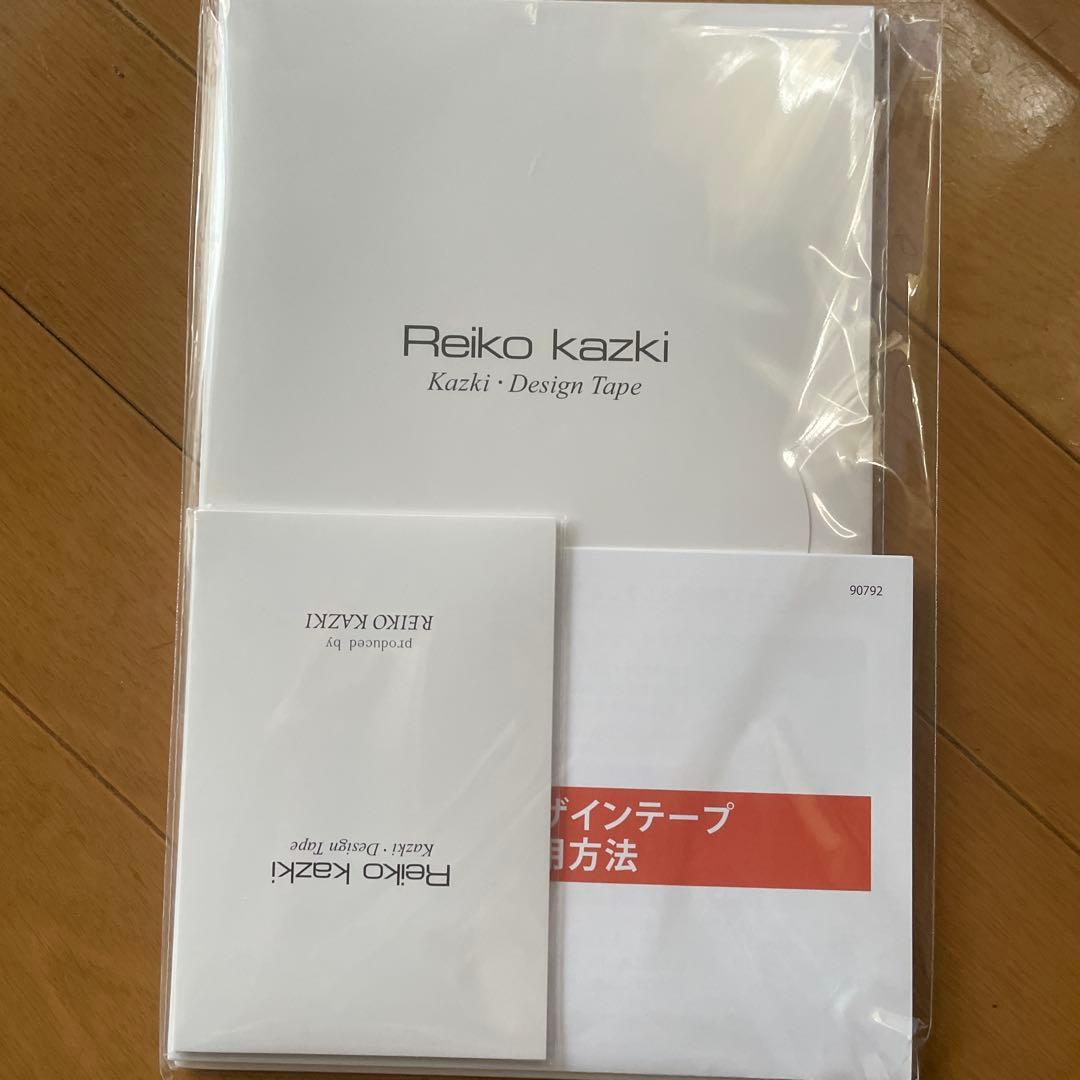 Reiko kazki
Kazki・Design Tape
90792
ザインテープ
用方法
Reiko kazki
Kazki・Design Tape
produced by
REIKO KAZKI